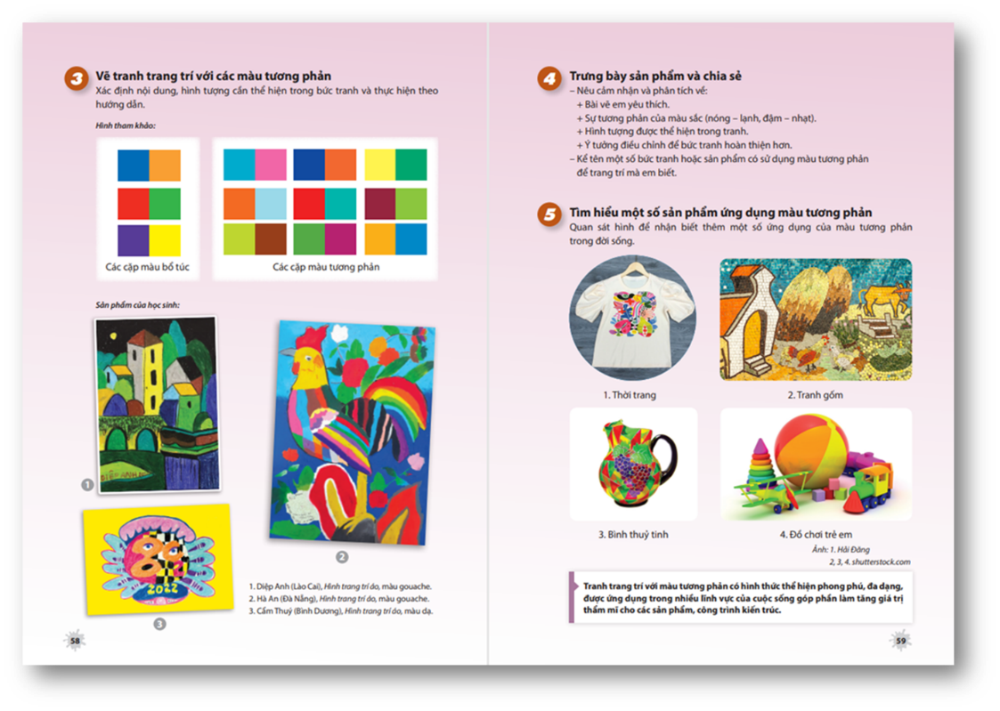 3 Vẽ tranh trang trí với các màu tương phản
Xác định nội dung, hình tượng cần thể hiện trong bức tranh và thực hiện theo
hướng dẫn.
Hình tham khảo:
Các cặp màu bổ túc
Các cặp màu tương phản
Sản phẩm của học sinh:
1
2
2022
3
1. Diệp Anh (Lào Cai), Hình trang trí do, màu gouache.
2. Hà An (Đà Nẵng), Hình trang trí do, màu gouache.
3. Cẩm Thuý (Bình Dương), Hình trang trí do, màu dạ.
58
4 Trưng bày sản phẩm và chia sẻ
– Nêu cảm nhận và phân tích về:
+ Bài vẽ em yêu thích.
+ Sự tương phản của màu sắc (nóng – lạnh, đậm – nhạt).
+ Hình tượng được thể hiện trong tranh.
+ Ý tưởng điều chỉnh để bức tranh hoàn thiện hơn.
– Kể tên một số bức tranh hoặc sản phẩm có sử dụng màu tương phản
để trang trí mà em biết.
5 Tìm hiểu một số sản phẩm ứng dụng màu tương phản
Quan sát hình để nhận biết thêm một số ứng dụng của màu tương phản
trong đời sống.
1. Thời trang
2. Tranh gốm
3. Bình thuỷ tinh
4. Đồ chơi trẻ em
Ảnh: 1. Hải Đăng
2, 3, 4. shutterstock.com
Tranh trang trí với màu tương phản có hình thức thể hiện phong phú, đa dạng,
được ứng dụng trong nhiều lĩnh vực của cuộc sống góp phần làm tăng giá trị
thẩm mĩ cho các sản phẩm, công trình kiến trúc.
59